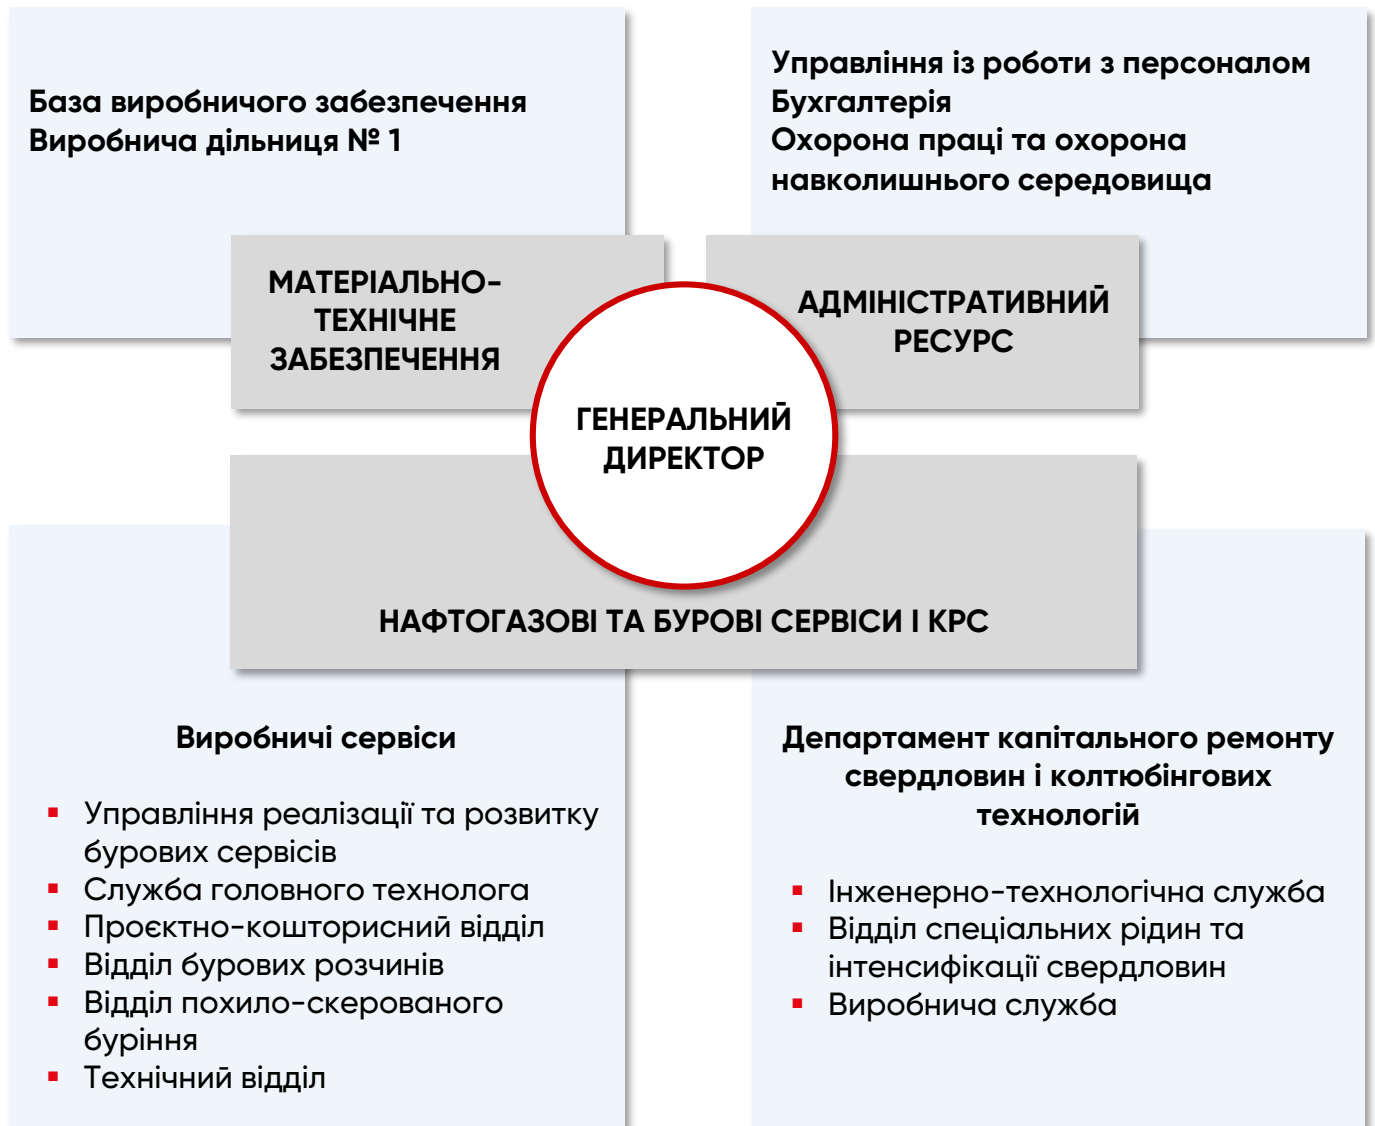 База виробничого забезпечення
Виробнича дільниця № 1
Управління із роботи з персоналом
Бухгалтерія
Охорона праці та охорона
навколишнього середовища
МАТЕРІАЛЬНО-
ТЕХНІЧНЕ
ЗАБЕЗПЕЧЕННЯ
АДМІНІСТРАТИВНИЙ
РЕСУРС
ГЕНЕРАЛЬНИЙ
ДИРЕКТОР
НАФТОГАЗОВІ ТА БУРОВІ СЕРВІСИ І КРС
Виробничі сервіси
▪ Управління реалізації та розвитку
бурових сервісів
▪ Служба головного технолога
▪ Проєктно-кошторисний відділ
▪ Відділ бурових розчинів
▪ Відділ похило-скерованого
буріння
▪ Технічний відділ
Департамент капітального ремонту
свердловин і колтюбінгових
технологій
▪ Інженерно-технологічна служба
▪ Відділ спеціальних рідин та
інтенсифікації свердловин
▪ Виробнича служба